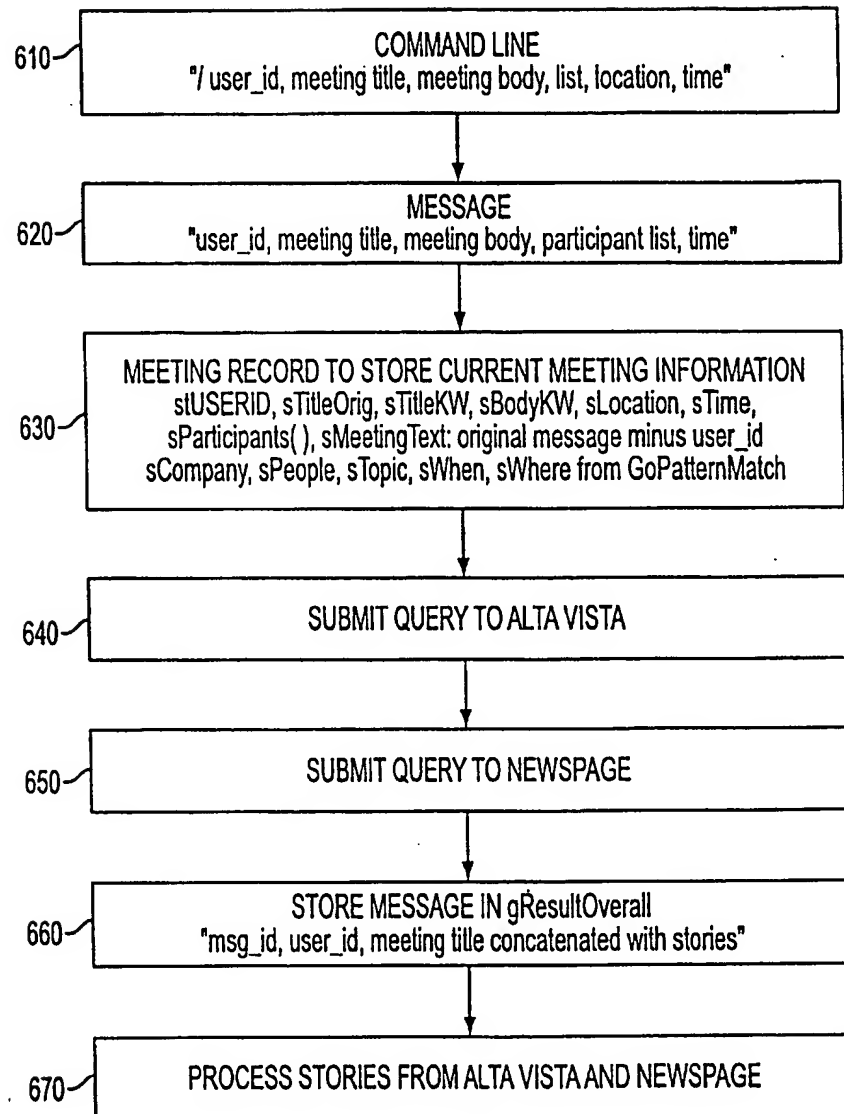 610
COMMAND LINE
"/ user_id, meeting title, meeting body, list, location, time"
620
MESSAGE
"user_id, meeting title, meeting body, participant list, time"
630
MEETING RECORD TO STORE CURRENT MEETING INFORMATION
stUSERID, sTitleOrig, sTitleKW, sBodyKW, sLocation, sTime,
sParticipants( ), sMeetingText: original message minus user_id
sCompany, sPeople, sTopic, sWhen, sWhere from GoPatternMatch
640
SUBMIT QUERY TO ALTA VISTA
650
SUBMIT QUERY TO NEWSPAGE
660
STORE MESSAGE IN gResultOverall
"msg_id, user_id, meeting title concatenated with stories"
670
PROCESS STORIES FROM ALTA VISTA AND NEWSPAGE